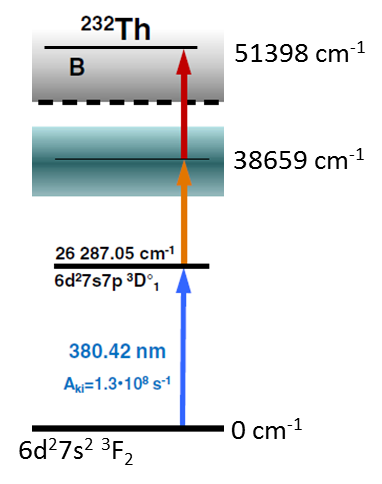 ²³²Th
51398 cm⁻¹
B
38659 cm⁻¹
26 287.05 cm⁻¹
6d²7s7p ³D°₁
380.42 nm
Aₖᵢ=1.3•10⁸ s⁻¹
0 cm⁻¹
6d²7s² ³F₂